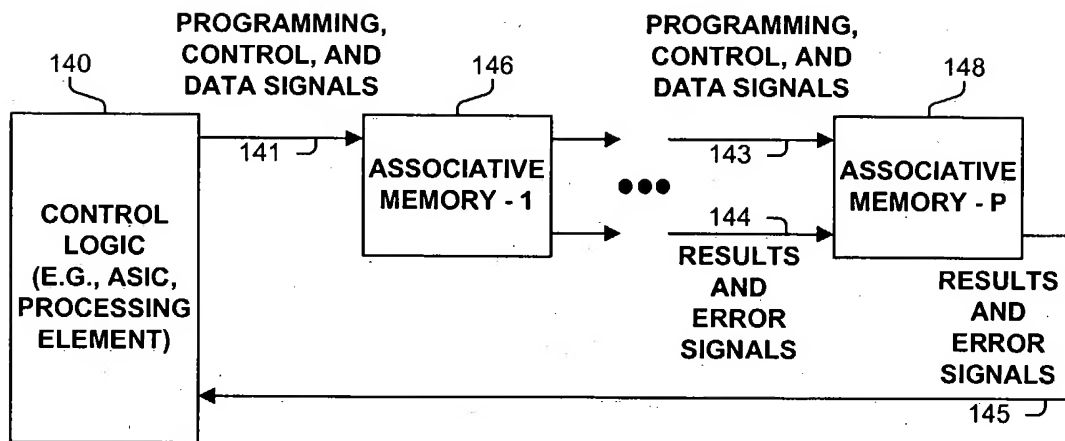 PROGRAMMING,
CONTROL, AND
DATA SIGNALS
PROGRAMMING,
CONTROL, AND
DATA SIGNALS
140
146
148
141
143
ASSOCIATIVE
MEMORY - 1
ASSOCIATIVE
MEMORY - P
CONTROL
LOGIC
(E.G., ASIC,
PROCESSING
ELEMENT)
144
RESULTS
AND
ERROR
SIGNALS
RESULTS
AND
ERROR
SIGNALS
145